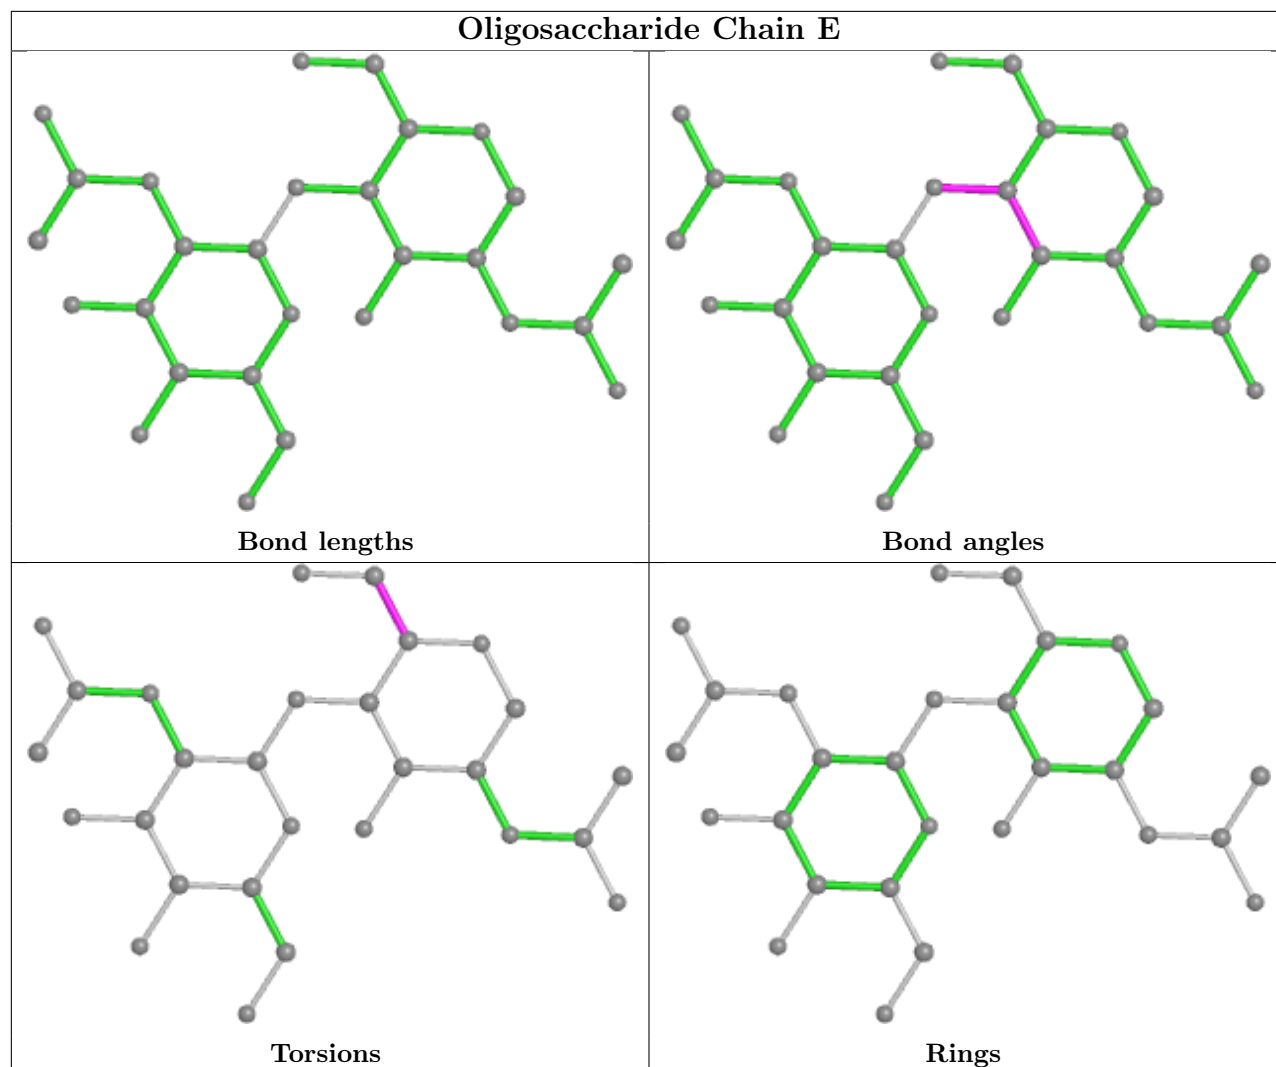 Oligosaccharide Chain E
Bond lengths
Bond angles
Torsions
Rings